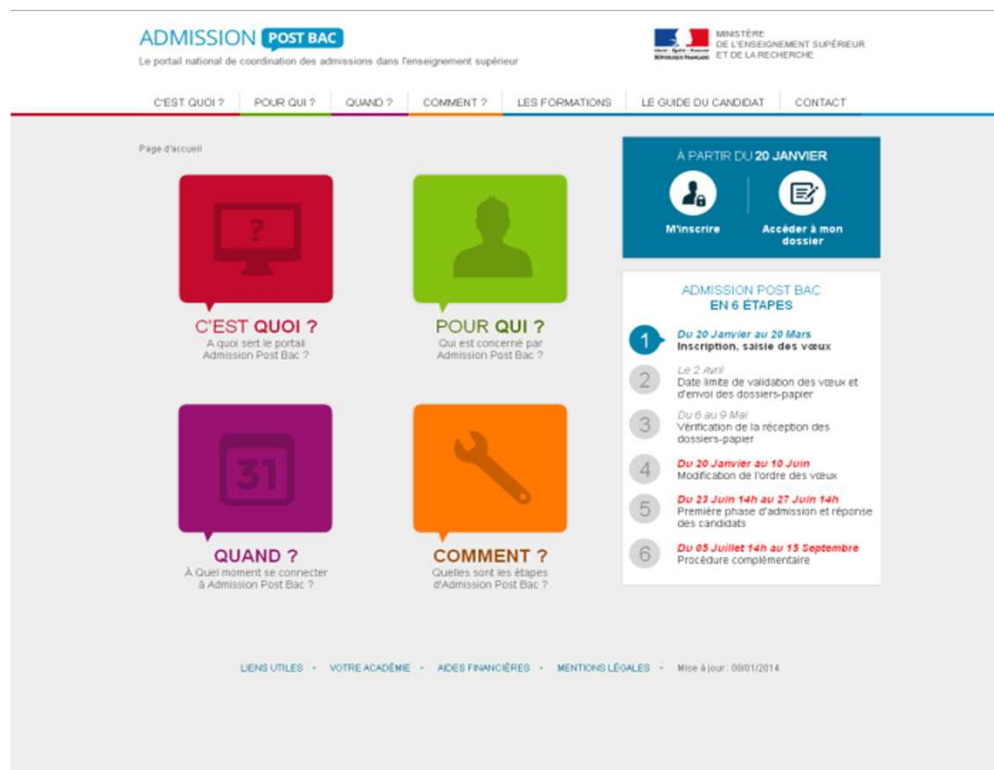 ADMISSION POST BAC
Le portail national de coordination des admissions dans l'enseignement supérieur
MINISTÈRE
DE L'ENSEIGNEMENT SUPÉRIEUR
ET DE LA RECHERCHE
Liberté • Égalité • Fraternité
RÉPUBLIQUE FRANÇAISE
C'EST QUOI ?
POUR QUI ?
QUAND ?
COMMENT ?
LES FORMATIONS
LE GUIDE DU CANDIDAT
CONTACT
Page d'accueil
?
C'EST QUOI ?
A quoi sert le portail
Admission Post Bac ?
POUR QUI ?
Qui est concerné par
Admission Post Bac ?
31
QUAND ?
À Quel moment se connecter
à Admission Post Bac ?
COMMENT ?
Quelles sont les étapes
d'Admission Post Bac ?
À PARTIR DU 20 JANVIER
M'inscrire
Accéder à mon
dossier
ADMISSION POST BAC
EN 6 ÉTAPES
1
Du 20 Janvier au 20 Mars
Inscription, saisie des vœux
2
Le 2 Avril
Date limite de validation des vœux et
d'envoi des dossiers-papier
3
Du 6 au 9 Mai
Vérification de la réception des
dossiers-papier
4
Du 20 Janvier au 10 Juin
Modification de l'ordre des vœux
5
Du 23 Juin 14h au 27 Juin 14h
Première phase d'admission et réponse
des candidats
6
Du 05 Juillet 14h au 15 Septembre
Procédure complémentaire
LIENS UTILES • VOTRE ACADÉMIE • AIDES FINANCIÈRES • MENTIONS LÉGALES • Mise à jour : 08/01/2014